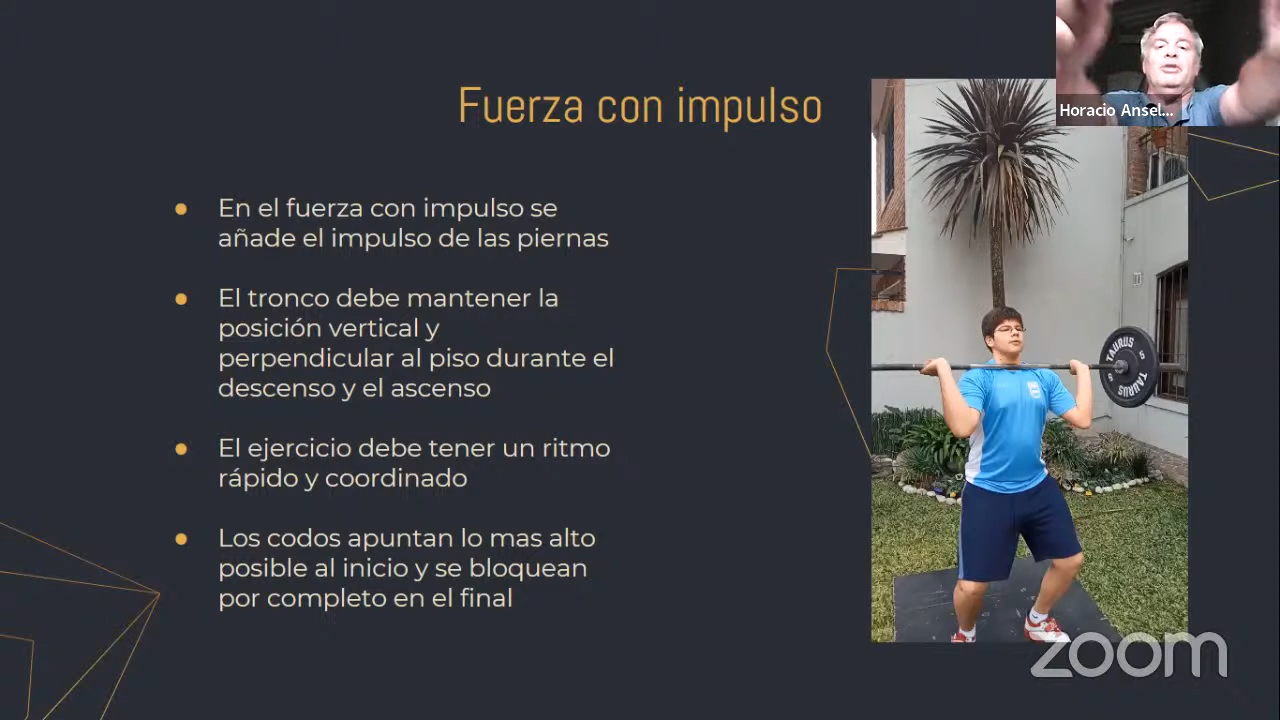 Fuerza con impulso
Horacio Ansel...
En el fuerza con impulso se
añade el impulso de las piernas
El tronco debe mantener la
posición vertical y
perpendicular al piso durante el
descenso y el ascenso
El ejercicio debe tener un ritmo
rápido y coordinado
Los codos apuntan lo mas alto
posible al inicio y se bloquean
por completo en el final
TAURUS 5
5 TAURUS
zoom